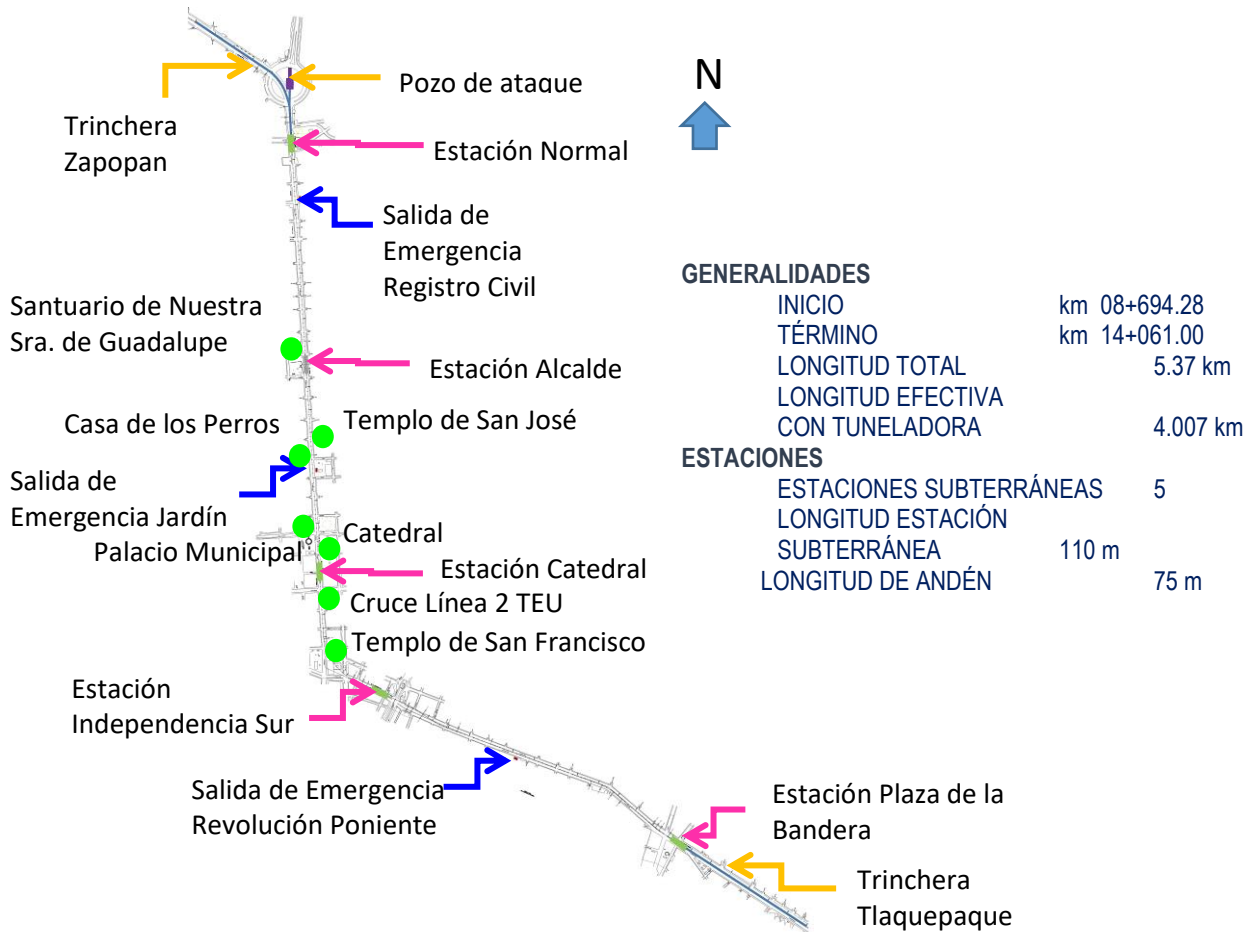 N
Pozo de ataque
Trinchera
Zapopan
Estación Normal
Salida de
Emergencia
Registro Civil
Santuario de Nuestra
Sra. de Guadalupe
Estación Alcalde
Templo de San José
Casa de los Perros
Salida de
Emergencia Jardín
Palacio Municipal
Catedral
Estación Catedral
Cruce Línea 2 TEU
Templo de San Francisco
Estación
Independencia Sur
Salida de Emergencia
Revolución Poniente
Estación Plaza de la
Bandera
Trinchera
Tlaquepaque
GENERALIDADES
INICIO km 08+694.28
TÉRMINO km 14+061.00
LONGITUD TOTAL 5.37 km
LONGITUD EFECTIVA
CON TUNELADORA 4.007 km
ESTACIONES
ESTACIONES SUBTERRÁNEAS 5
LONGITUD ESTACIÓN
SUBTERRÁNEA 110 m
LONGITUD DE ANDÉN 75 m